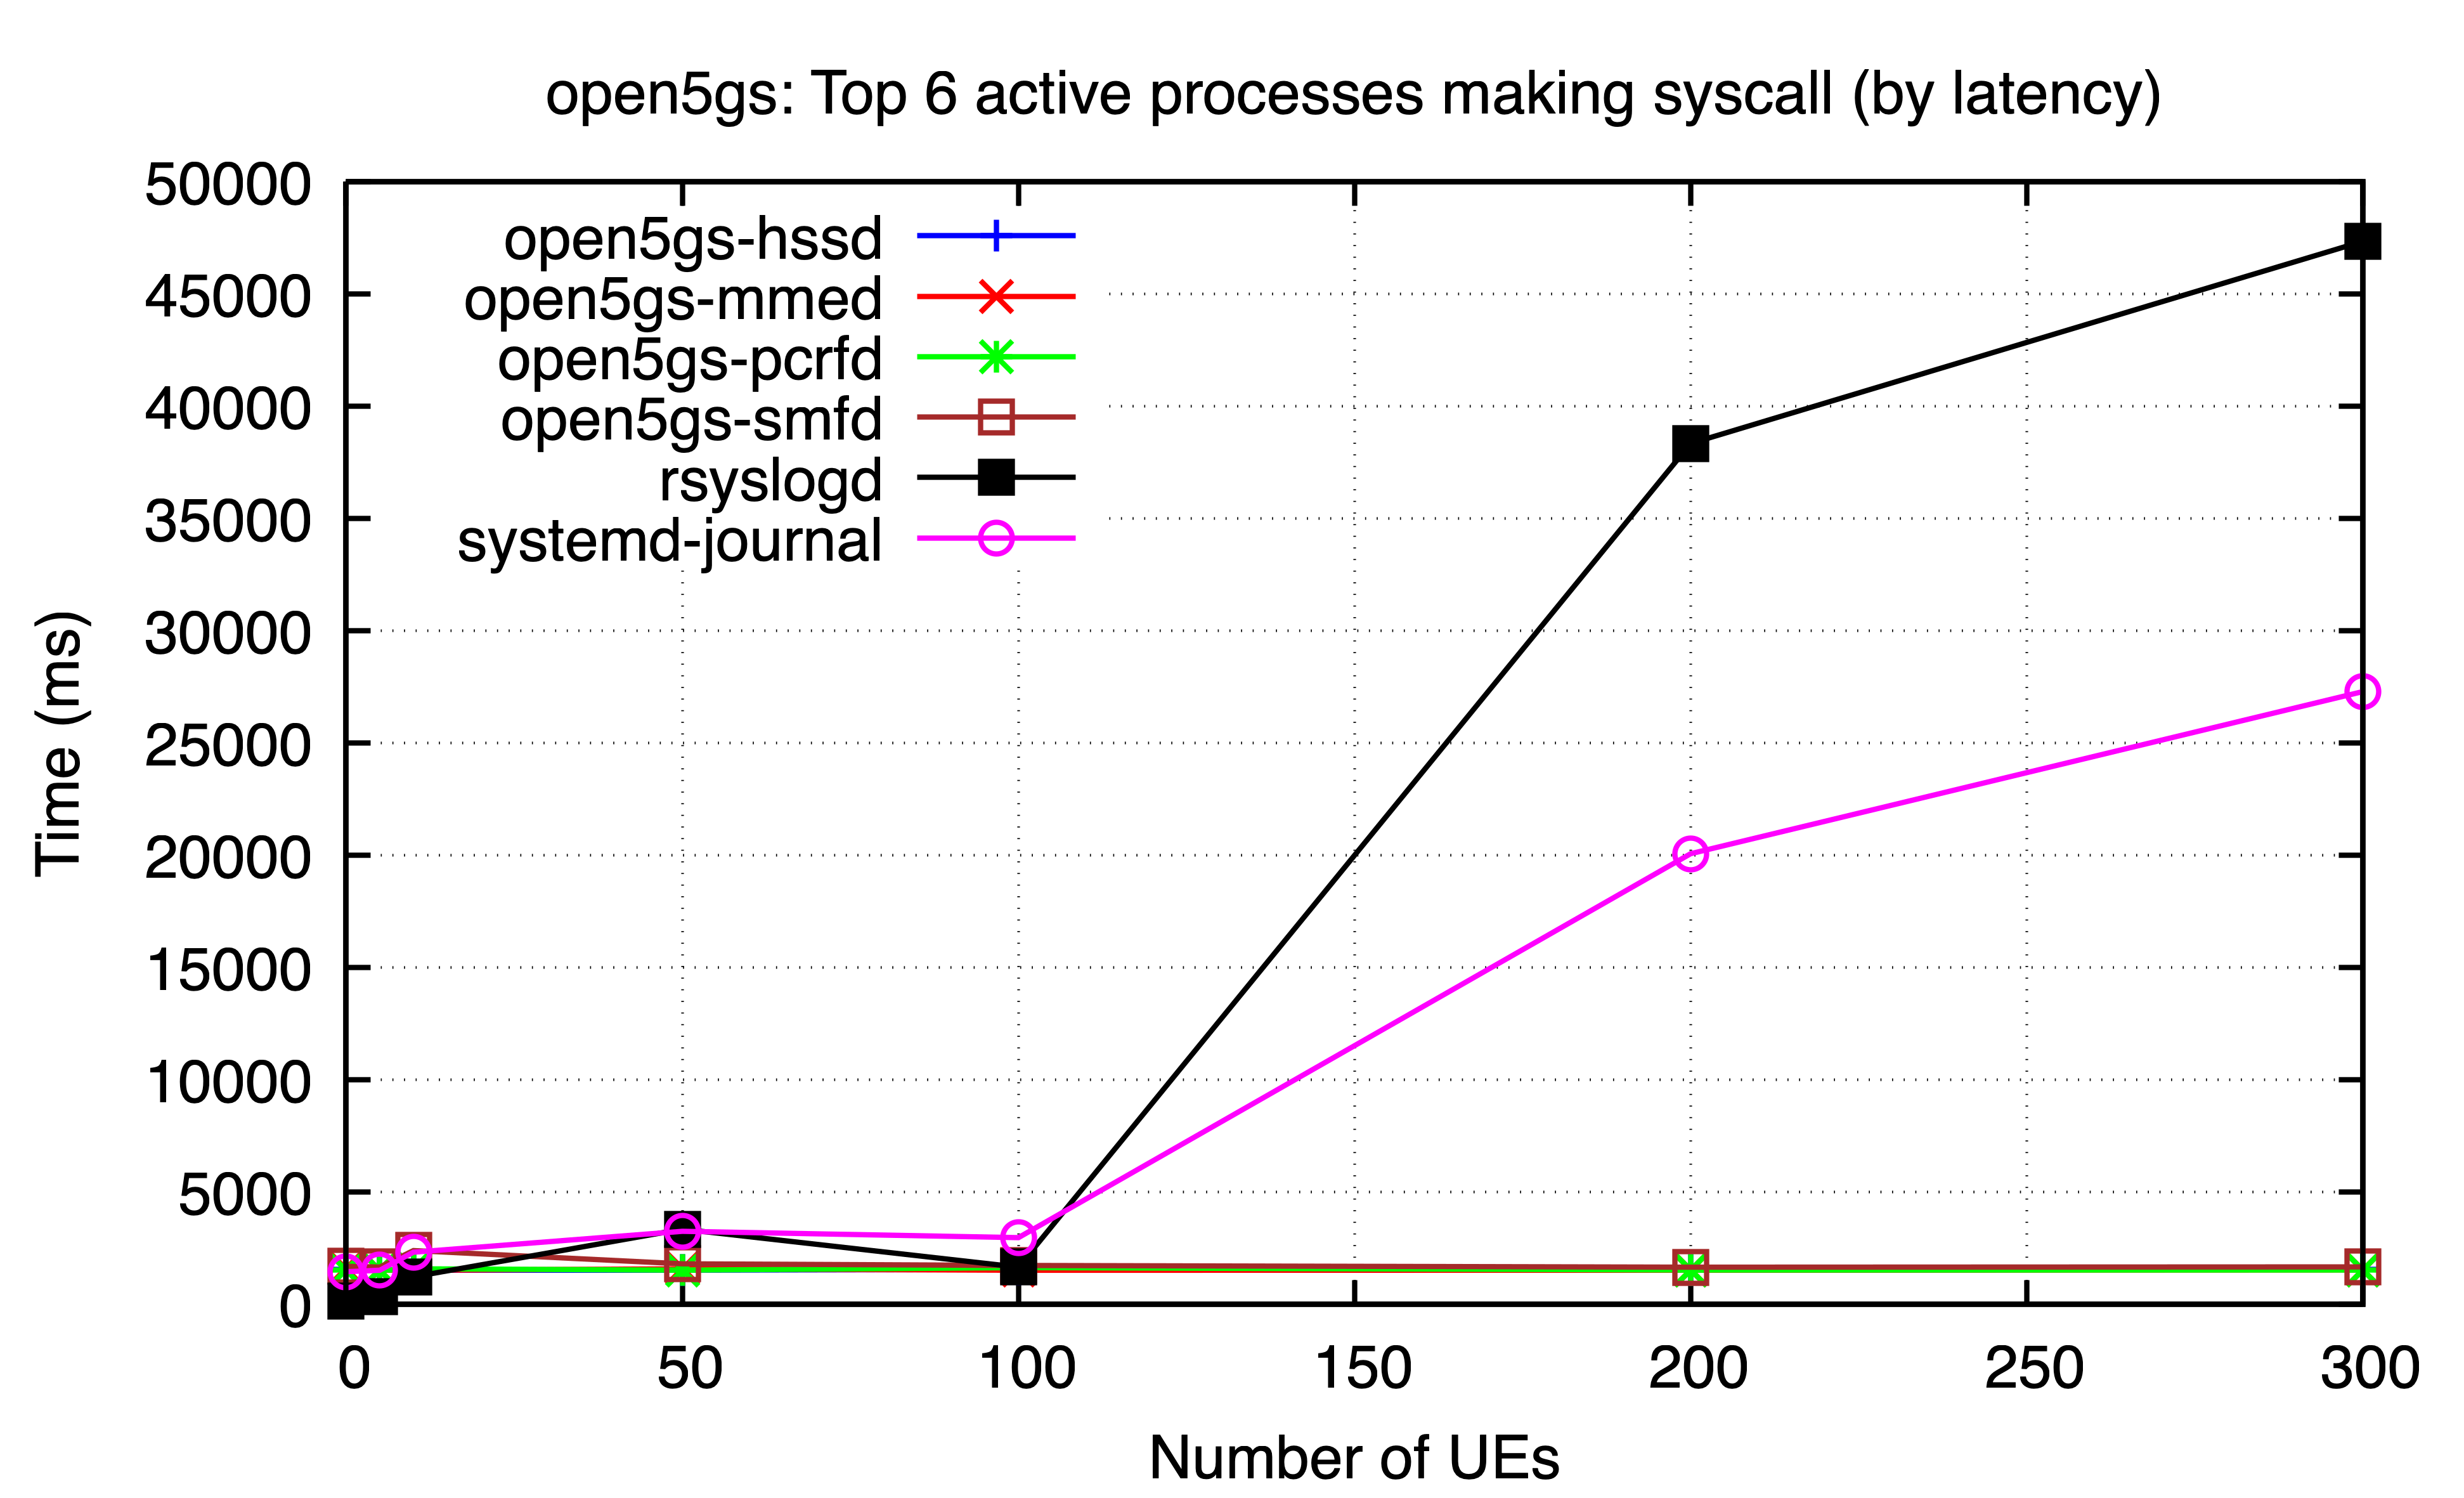 open5gs: Top 6 active processes making syscall (by latency)
50000
45000
40000
35000
30000
25000
20000
15000
10000
5000
0
Time (ms)
open5gs-hssd
open5gs-mmed
open5gs-pcrfd
open5gs-smfd
rsyslogd
systemd-journal
0 50 100 150 200 250 300
Number of UEs